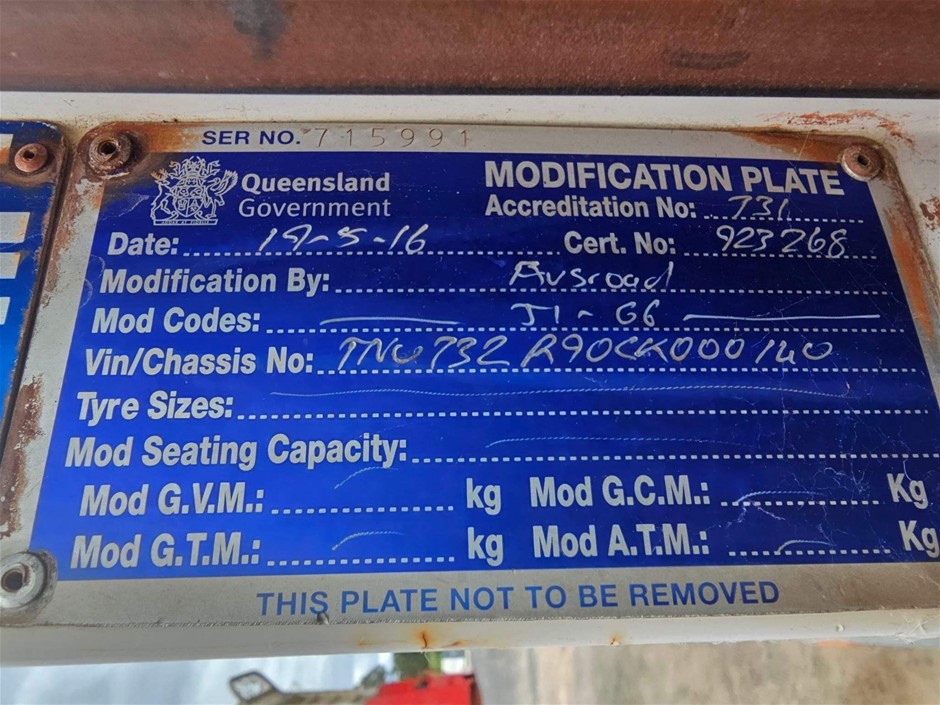 SER NO. 715991
Queensland
Government
MODIFICATION PLATE
Accreditation No: 731
Date: 19-5-16 Cert. No: 923268
Modification By: Ausroad
Mod Codes: J1-G6
Vin/Chassis No: 
Tyre Sizes:
Mod Seating Capacity:
Mod G.V.M.: kg Mod G.C.M.: Kg
Mod G.T.M.: kg Mod A.T.M.: Kg
THIS PLATE NOT TO BE REMOVED